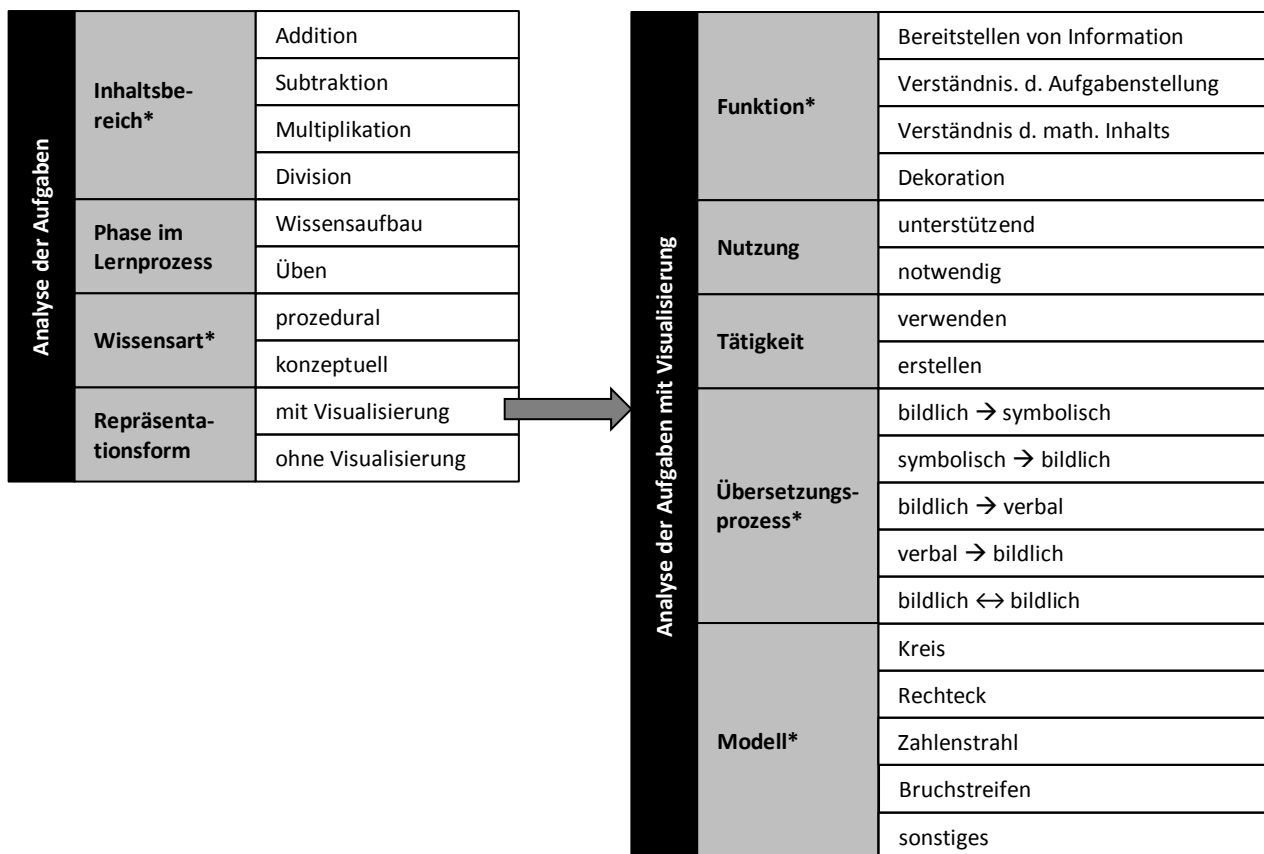 Analyse der Aufgaben
Inhaltsbe-
reich*
Addition
Subtraktion
Multiplikation
Division
Phase im
Lernprozess
Wissensaufbau
Üben
Wissensart*
prozedural
konzeptuell
Repräsenta-
tionsform
mit Visualisierung
ohne Visualisierung
Analyse der Aufgaben mit Visualisierung
Funktion*
Bereitstellen von Information
Verständnis. d. Aufgabenstellung
Verständnis d. math. Inhalts
Dekoration
Nutzung
unterstützend
notwendig
Tätigkeit
verwenden
erstellen
Übersetzungs-
prozess*
bildlich → symbolisch
symbolisch → bildlich
bildlich → verbal
verbal → bildlich
bildlich ↔ bildlich
Modell*
Kreis
Rechteck
Zahlenstrahl
Bruchstreifen
sonstiges